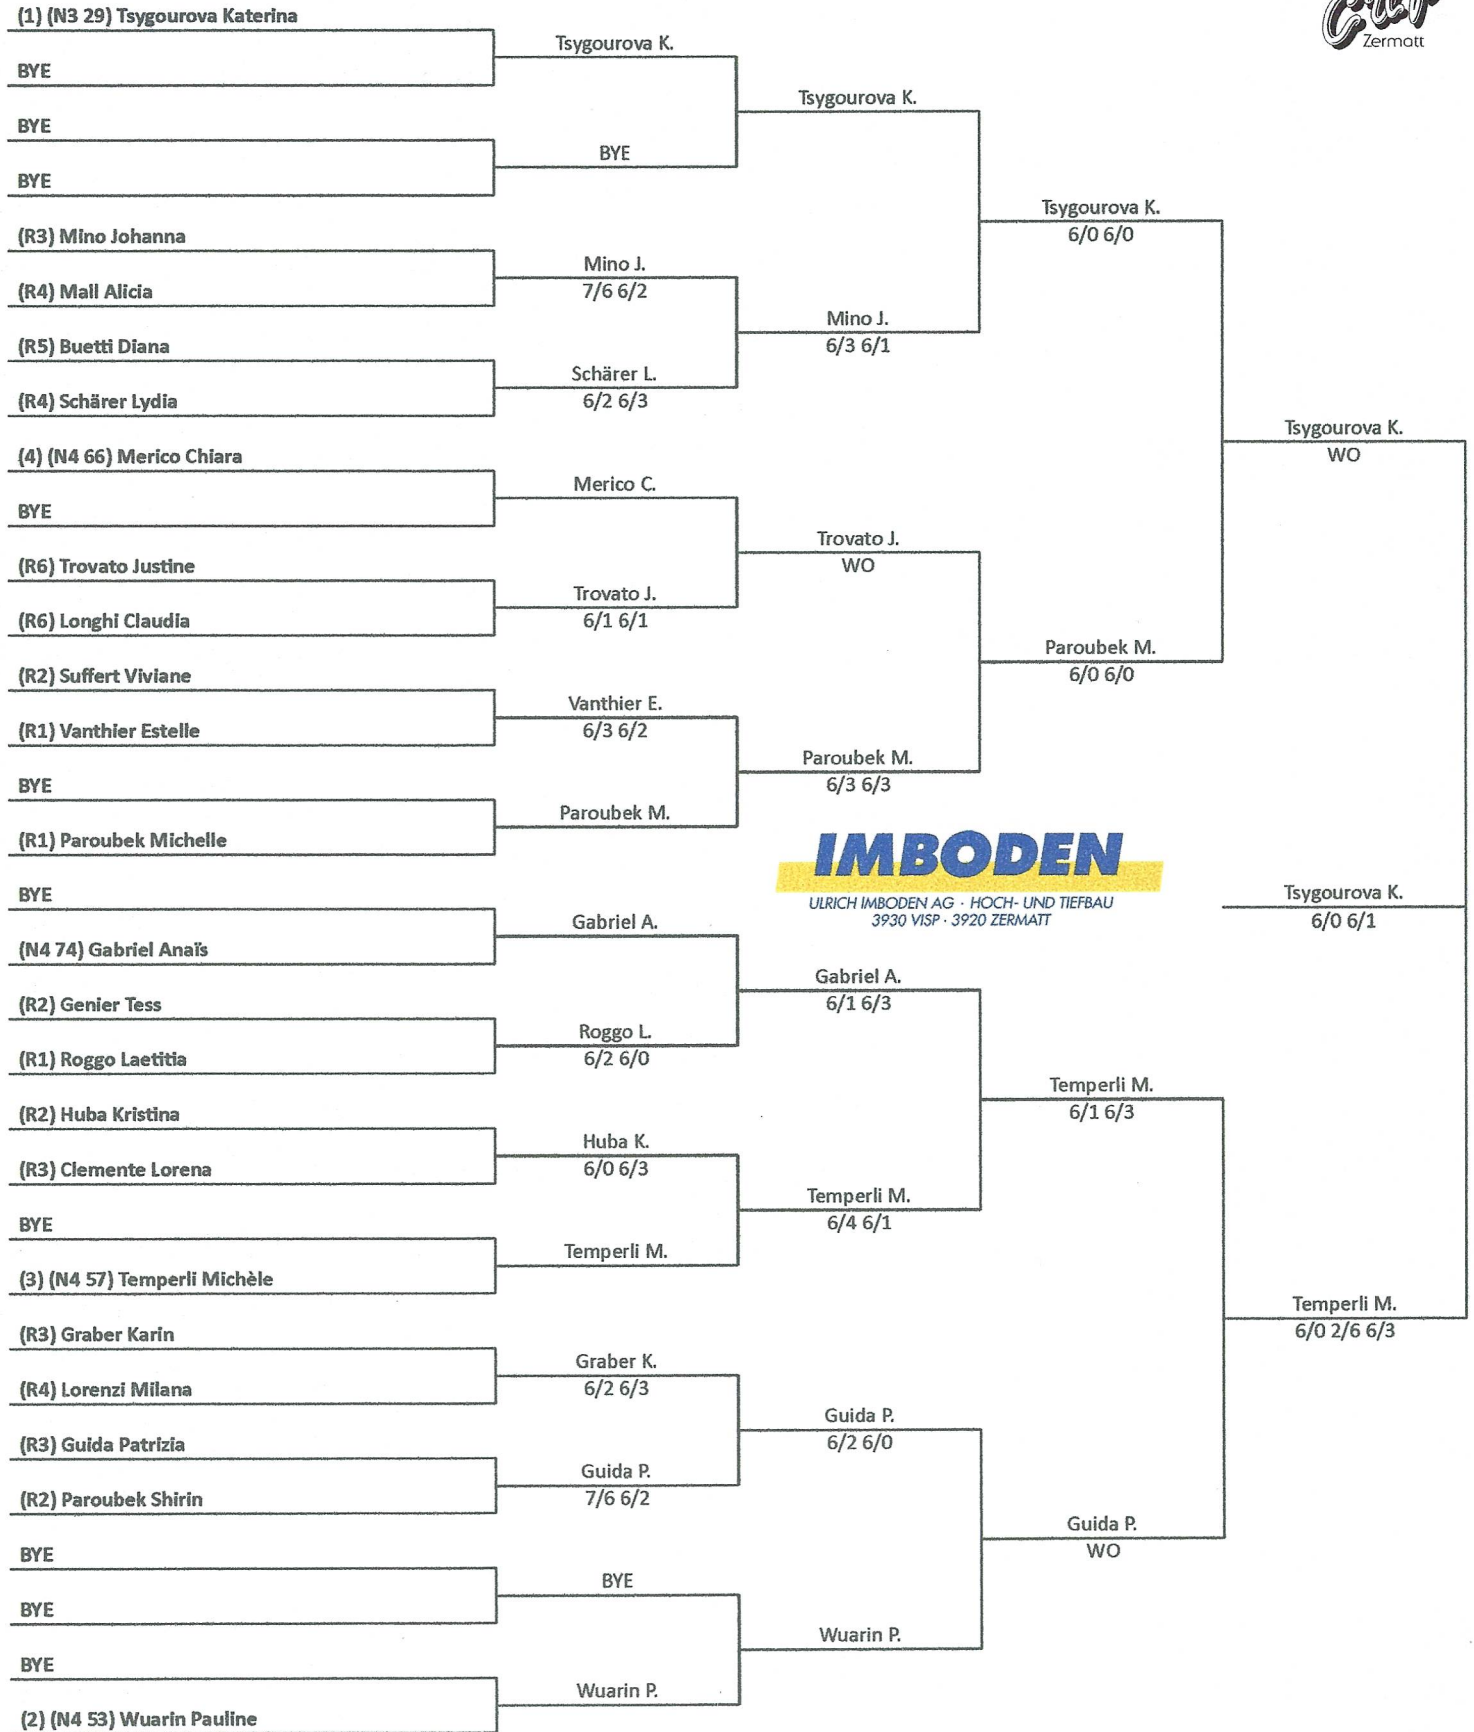 (1) (N3 29) Tsygourova Katerina
BYE
BYE
BYE
(R3) Mino Johanna
(R4) Mall Alicia
(R5) Buetti Diana
(R4) Schärer Lydia
(4) (N4 66) Merico Chiara
BYE
(R6) Trovato Justine
(R6) Longhi Claudia
(R2) Suffert Viviane
(R1) Vanthier Estelle
BYE
(R1) Paroubek Michelle
BYE
(N4 74) Gabriel Anaïs
(R2) Genier Tess
(R1) Roggo Laetitia
(R2) Huba Kristina
(R3) Clemente Lorena
BYE
(3) (N4 57) Temperli Michèle
(R3) Graber Karin
(R4) Lorenzi Milana
(R3) Guida Patrizia
(R2) Paroubek Shirin
BYE
BYE
BYE
(2) (N4 53) Wuarin Pauline
Tsygourova K.
BYE
Mino J.
7/6 6/2
Schärer L.
6/2 6/3
Merico C.
Trovato J.
6/1 6/1
Vanthier E.
6/3 6/2
Paroubek M.
Gabriel A.
Roggo L.
6/2 6/0
Huba K.
6/0 6/3
Temperli M.
Graber K.
6/2 6/3
Guida P.
7/6 6/2
BYE
Wuarin P.
Tsygourova K.
Mino J.
6/3 6/1
Trovato J.
WO
Paroubek M.
6/3 6/3
Gabriel A.
6/1 6/3
Temperli M.
6/4 6/1
Guida P.
6/2 6/0
Wuarin P.
Tsygourova K.
6/0 6/0
Paroubek M.
6/0 6/0
Temperli M.
6/1 6/3
Guida P.
WO
Tsygourova K.
WO
Temperli M.
6/0 2/6 6/3
Tsygourova K.
6/0 6/1
IMBODEN
ULRICH IMBODEN AG · HOCH- UND TIEFBAU
3930 VISP · 3920 ZERMATT
Cup
Zermatt